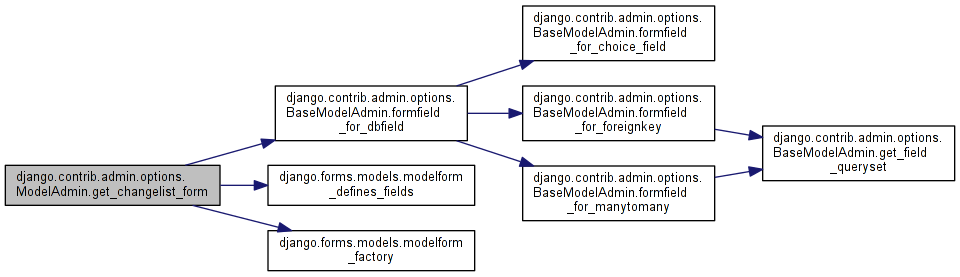 django.contrib.admin.options.
ModelAdmin.get_changelist_form
django.contrib.admin.options.
BaseModelAdmin.formfield
_for_dbfield
django.forms.models.modelform
_defines_fields
django.forms.models.modelform
_factory
django.contrib.admin.options.
BaseModelAdmin.formfield
_for_choice_field
django.contrib.admin.options.
BaseModelAdmin.formfield
_for_foreignkey
django.contrib.admin.options.
BaseModelAdmin.formfield
_for_manytomany
django.contrib.admin.options.
BaseModelAdmin.get_field
_queryset